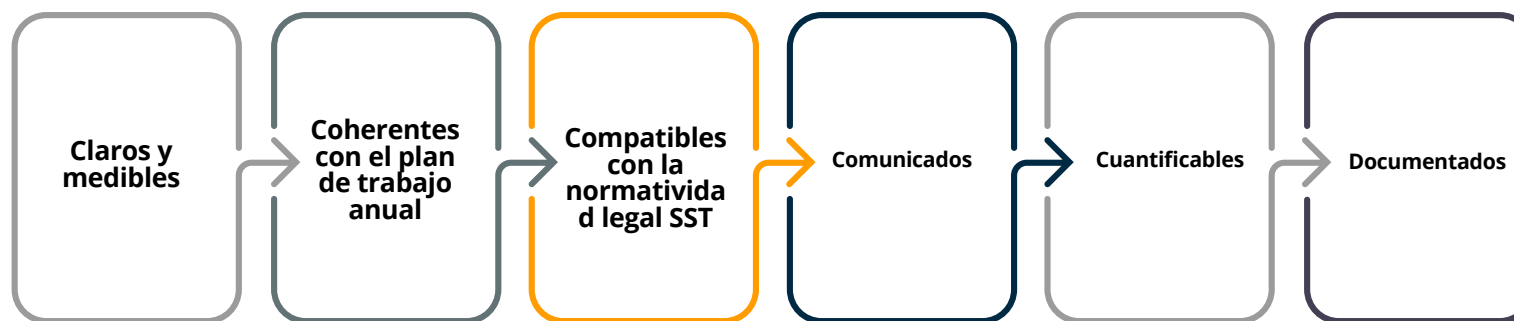 Claros y
medibles
Coherentes
con el plan
de trabajo
anual
Compatibles
con la
normativida
d legal SST
Comunicados
Cuantificables
Documentados